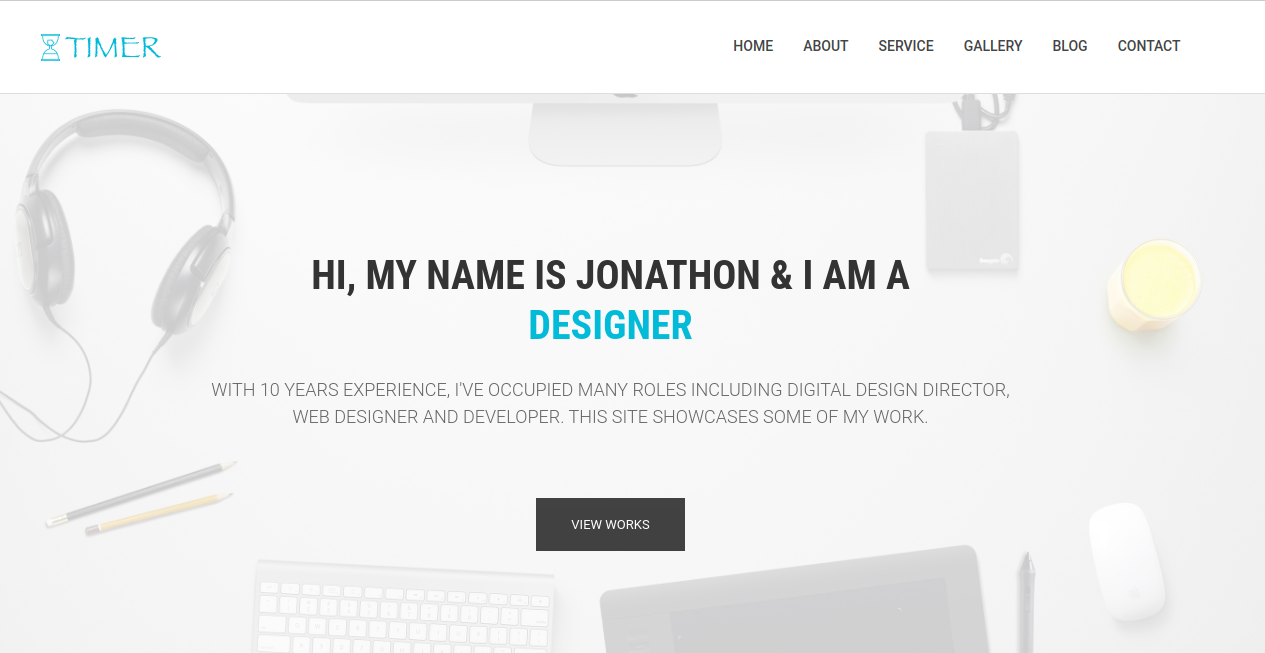 TIMER
HOME ABOUT SERVICE GALLERY BLOG CONTACT
HI, MY NAME IS JONATHON & I AM A
DESIGNER
WITH 10 YEARS EXPERIENCE, I'VE OCCUPIED MANY ROLES INCLUDING DIGITAL DESIGN DIRECTOR,
WEB DESIGNER AND DEVELOPER. THIS SITE SHOWCASES SOME OF MY WORK.
VIEW WORKS